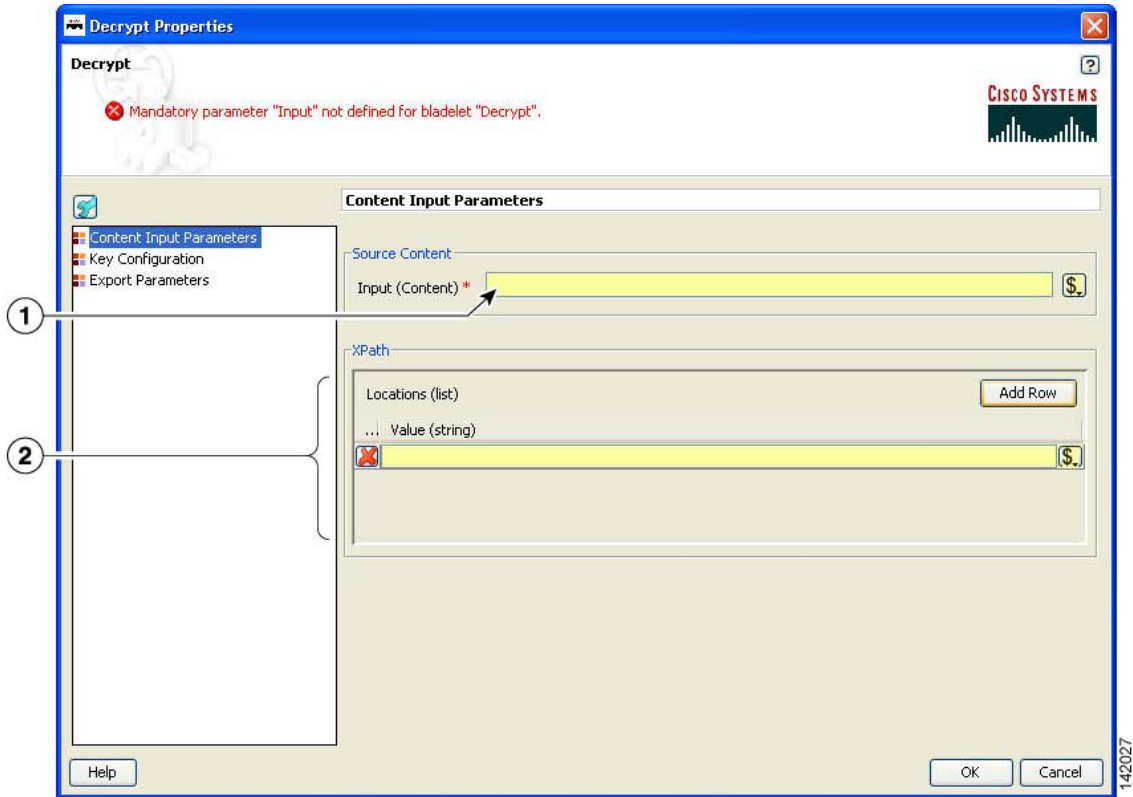 Decrypt Properties
Decrypt
Mandatory parameter "Input" not defined for bladelet "Decrypt".
CISCO SYSTEMS
Content Input Parameters
Key Configuration
Export Parameters
Content Input Parameters
Source Content
Input (Content) *
$
1
XPath
Locations (list)
Add Row
... Value (string)
$
2
Help
OK
Cancel
142027